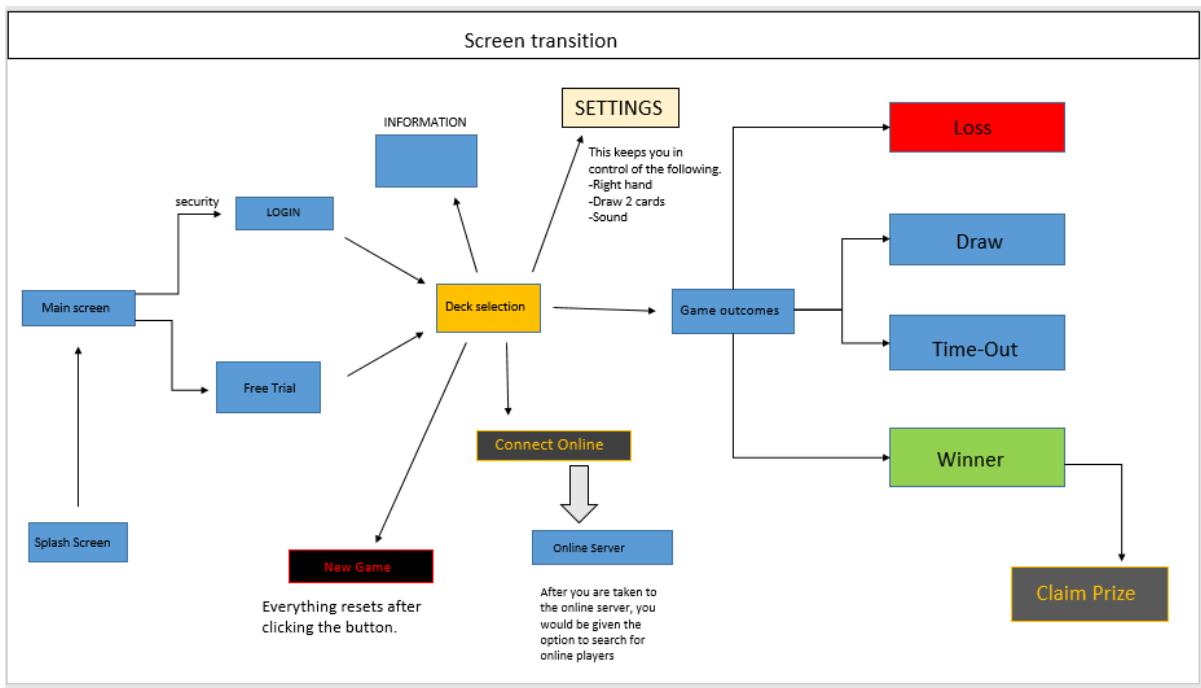 Screen transition
SETTINGS
This keeps you in
control of the following.
-Right hand
-Draw 2 cards
-Sound
INFORMATION
security
LOGIN
Main screen
Free Trial
Splash Screen
Deck selection
Connect Online
Online Server
After you are taken to
the online server, you
would be given the
option to search for
online players
New Game
Everything resets after
clicking the button.
Game outcomes
Loss
Draw
Time-Out
Winner
Claim Prize